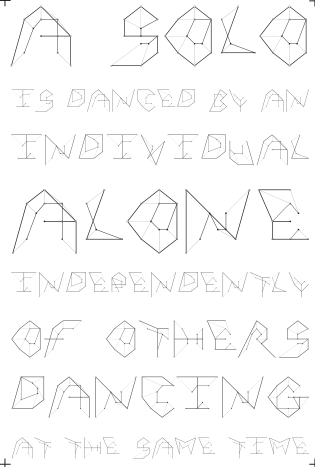 A SOLO
IS DANCED BY AN
INDIVIDUAL
ALONE
INDEPENDENTLY
OF OTHERS
DANCING
AT THE SAME TIME